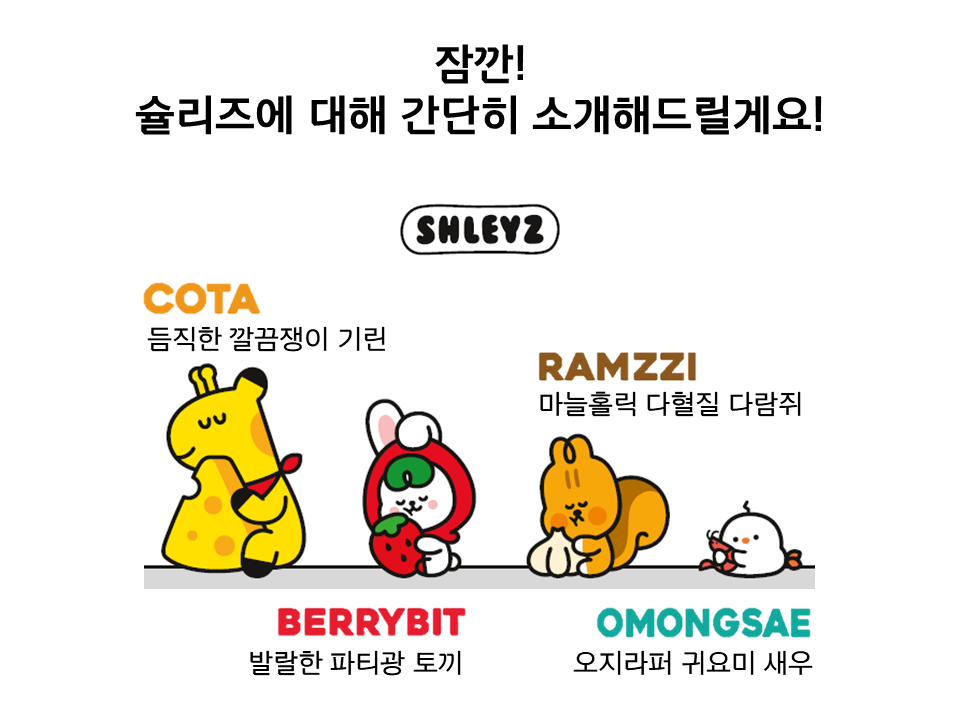 잠깐!
슐리즈에 대해 간단히 소개해드릴게요!
SHLEYZ
COTA
듬직한 깔끔쟁이 기린
RAMZZI
마늘홀릭 다혈질 다람쥐
BERRYBIT
발랄한 파티광 토끼
OMONGSAE
오지라퍼 귀요미 새우